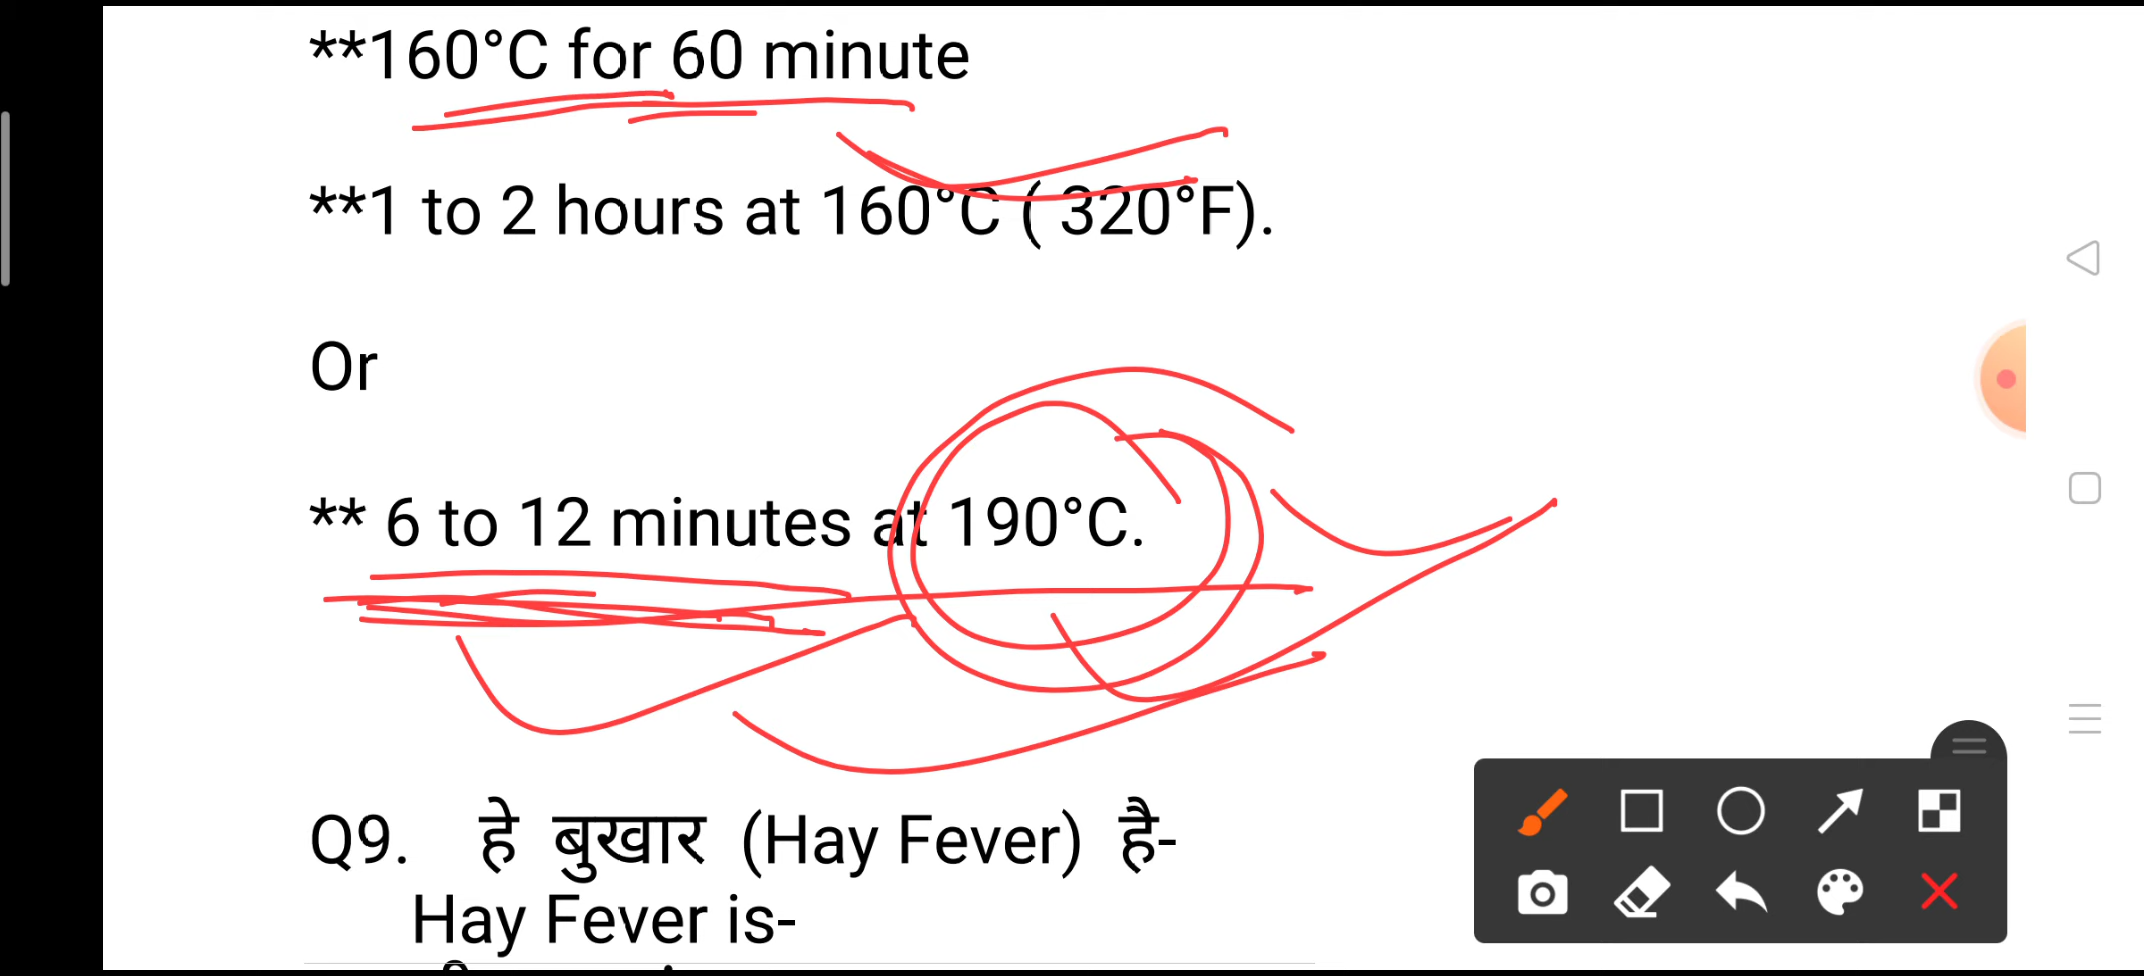 **160°C for 60 minute
**1 to 2 hours at 160°C ( 320°F).
Or
** 6 to 12 minutes at 190°C.
Q9. हे बुखार (Hay Fever) है-
Hay Fever is-